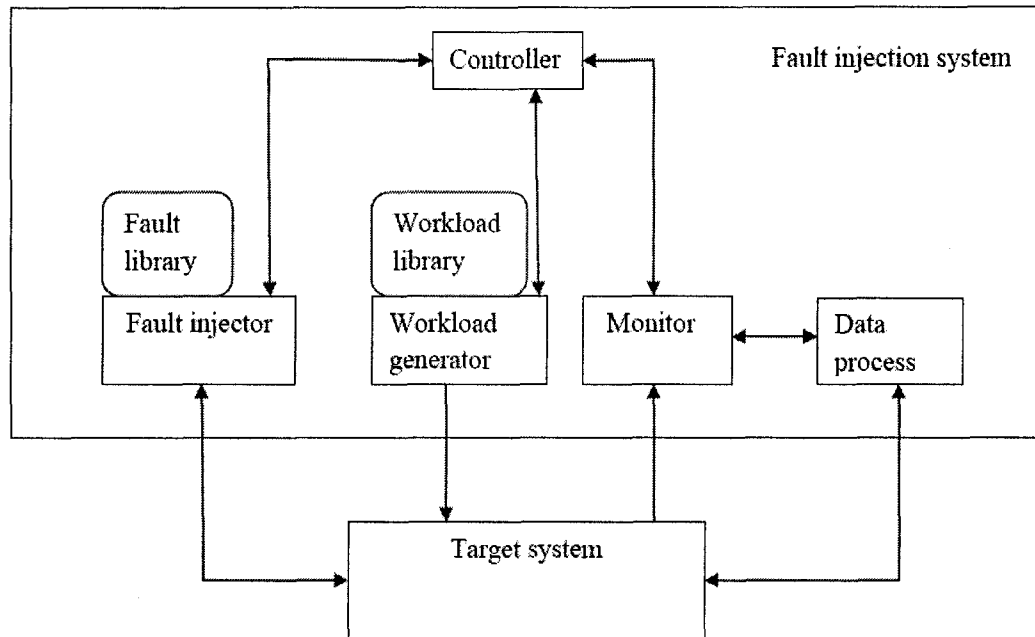 Controller
Fault injection system
Fault
library
Workload
library
Fault injector
Workload
generator
Monitor
Data
process
Target system